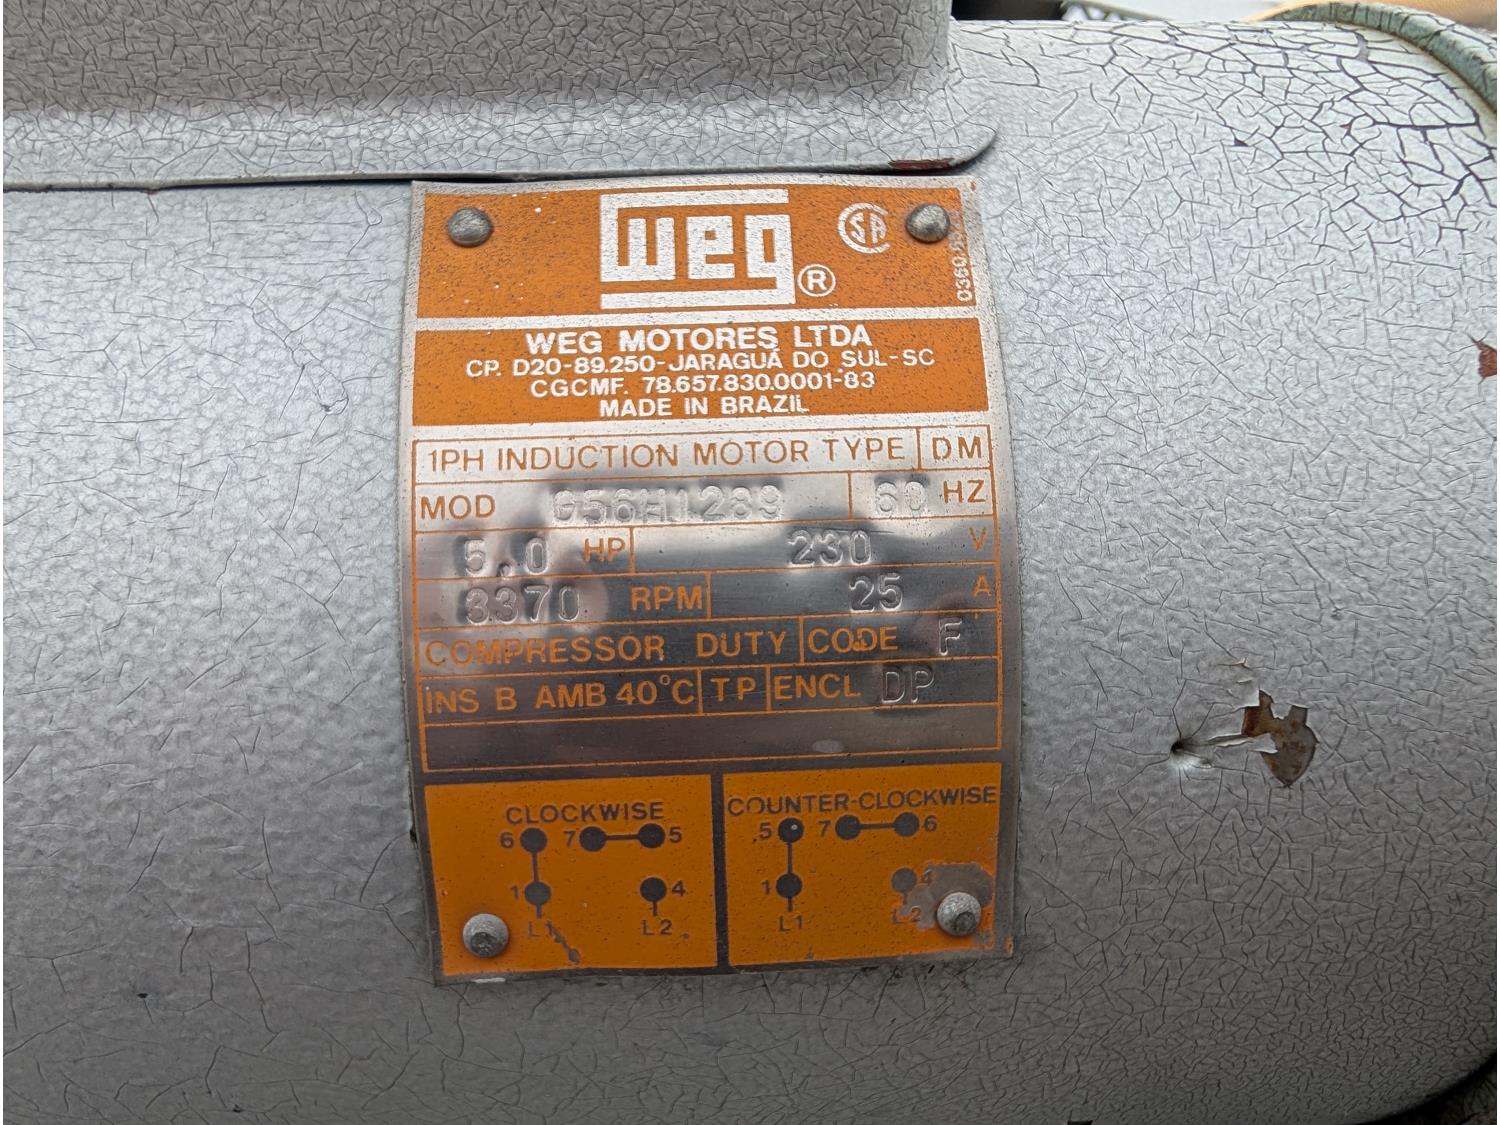 weg ®
WEG MOTORES LTDA
CP. D20-89.250-JARAGUÁ DO SUL-SC
CGCMF. 78.657.830.0001-83
MADE IN BRAZIL
1PH INDUCTION MOTOR TYPE DM
MOD G56H1289 60 HZ
5.0 HP 230 V
3370 RPM 25 A
COMPRESSOR DUTY CODE F
INS B AMB 40°C TP ENCL DP
CLOCKWISE
6 7 5
1 4
L1 L2
COUNTER-CLOCKWISE
5 7 6
1 4
L1 L2